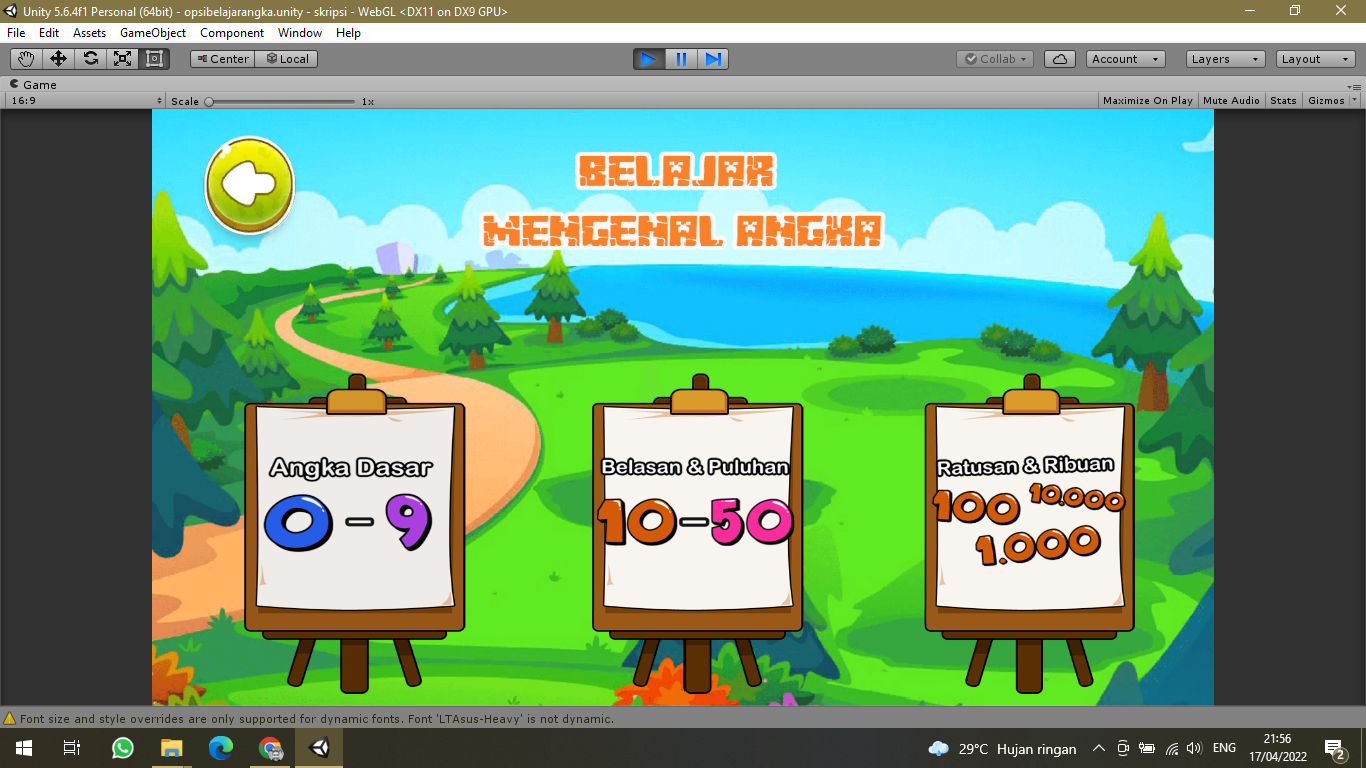 Unity 5.6.4f1 Personal (64bit) - opsibelajarangka.unity - skripsi - WebGL <DX11 on DX9 GPU>
File Edit Assets GameObject Component Window Help
Center Local Collab Account Layers Layout
Game
16:9 Scale 1x Maximize On Play Mute Audio Stats Gizmos
BELAJAR
MENGENAL ANGKA
Angka Dasar
0 - 9
Belasan & Puluhan
10-50
Ratusan & Ribuan
100 10.000
1.000
Font size and style overrides are only supported for dynamic fonts. Font 'LTAsus-Heavy' is not dynamic.
29°C Hujan ringan ENG 21:56
17/04/2022 2